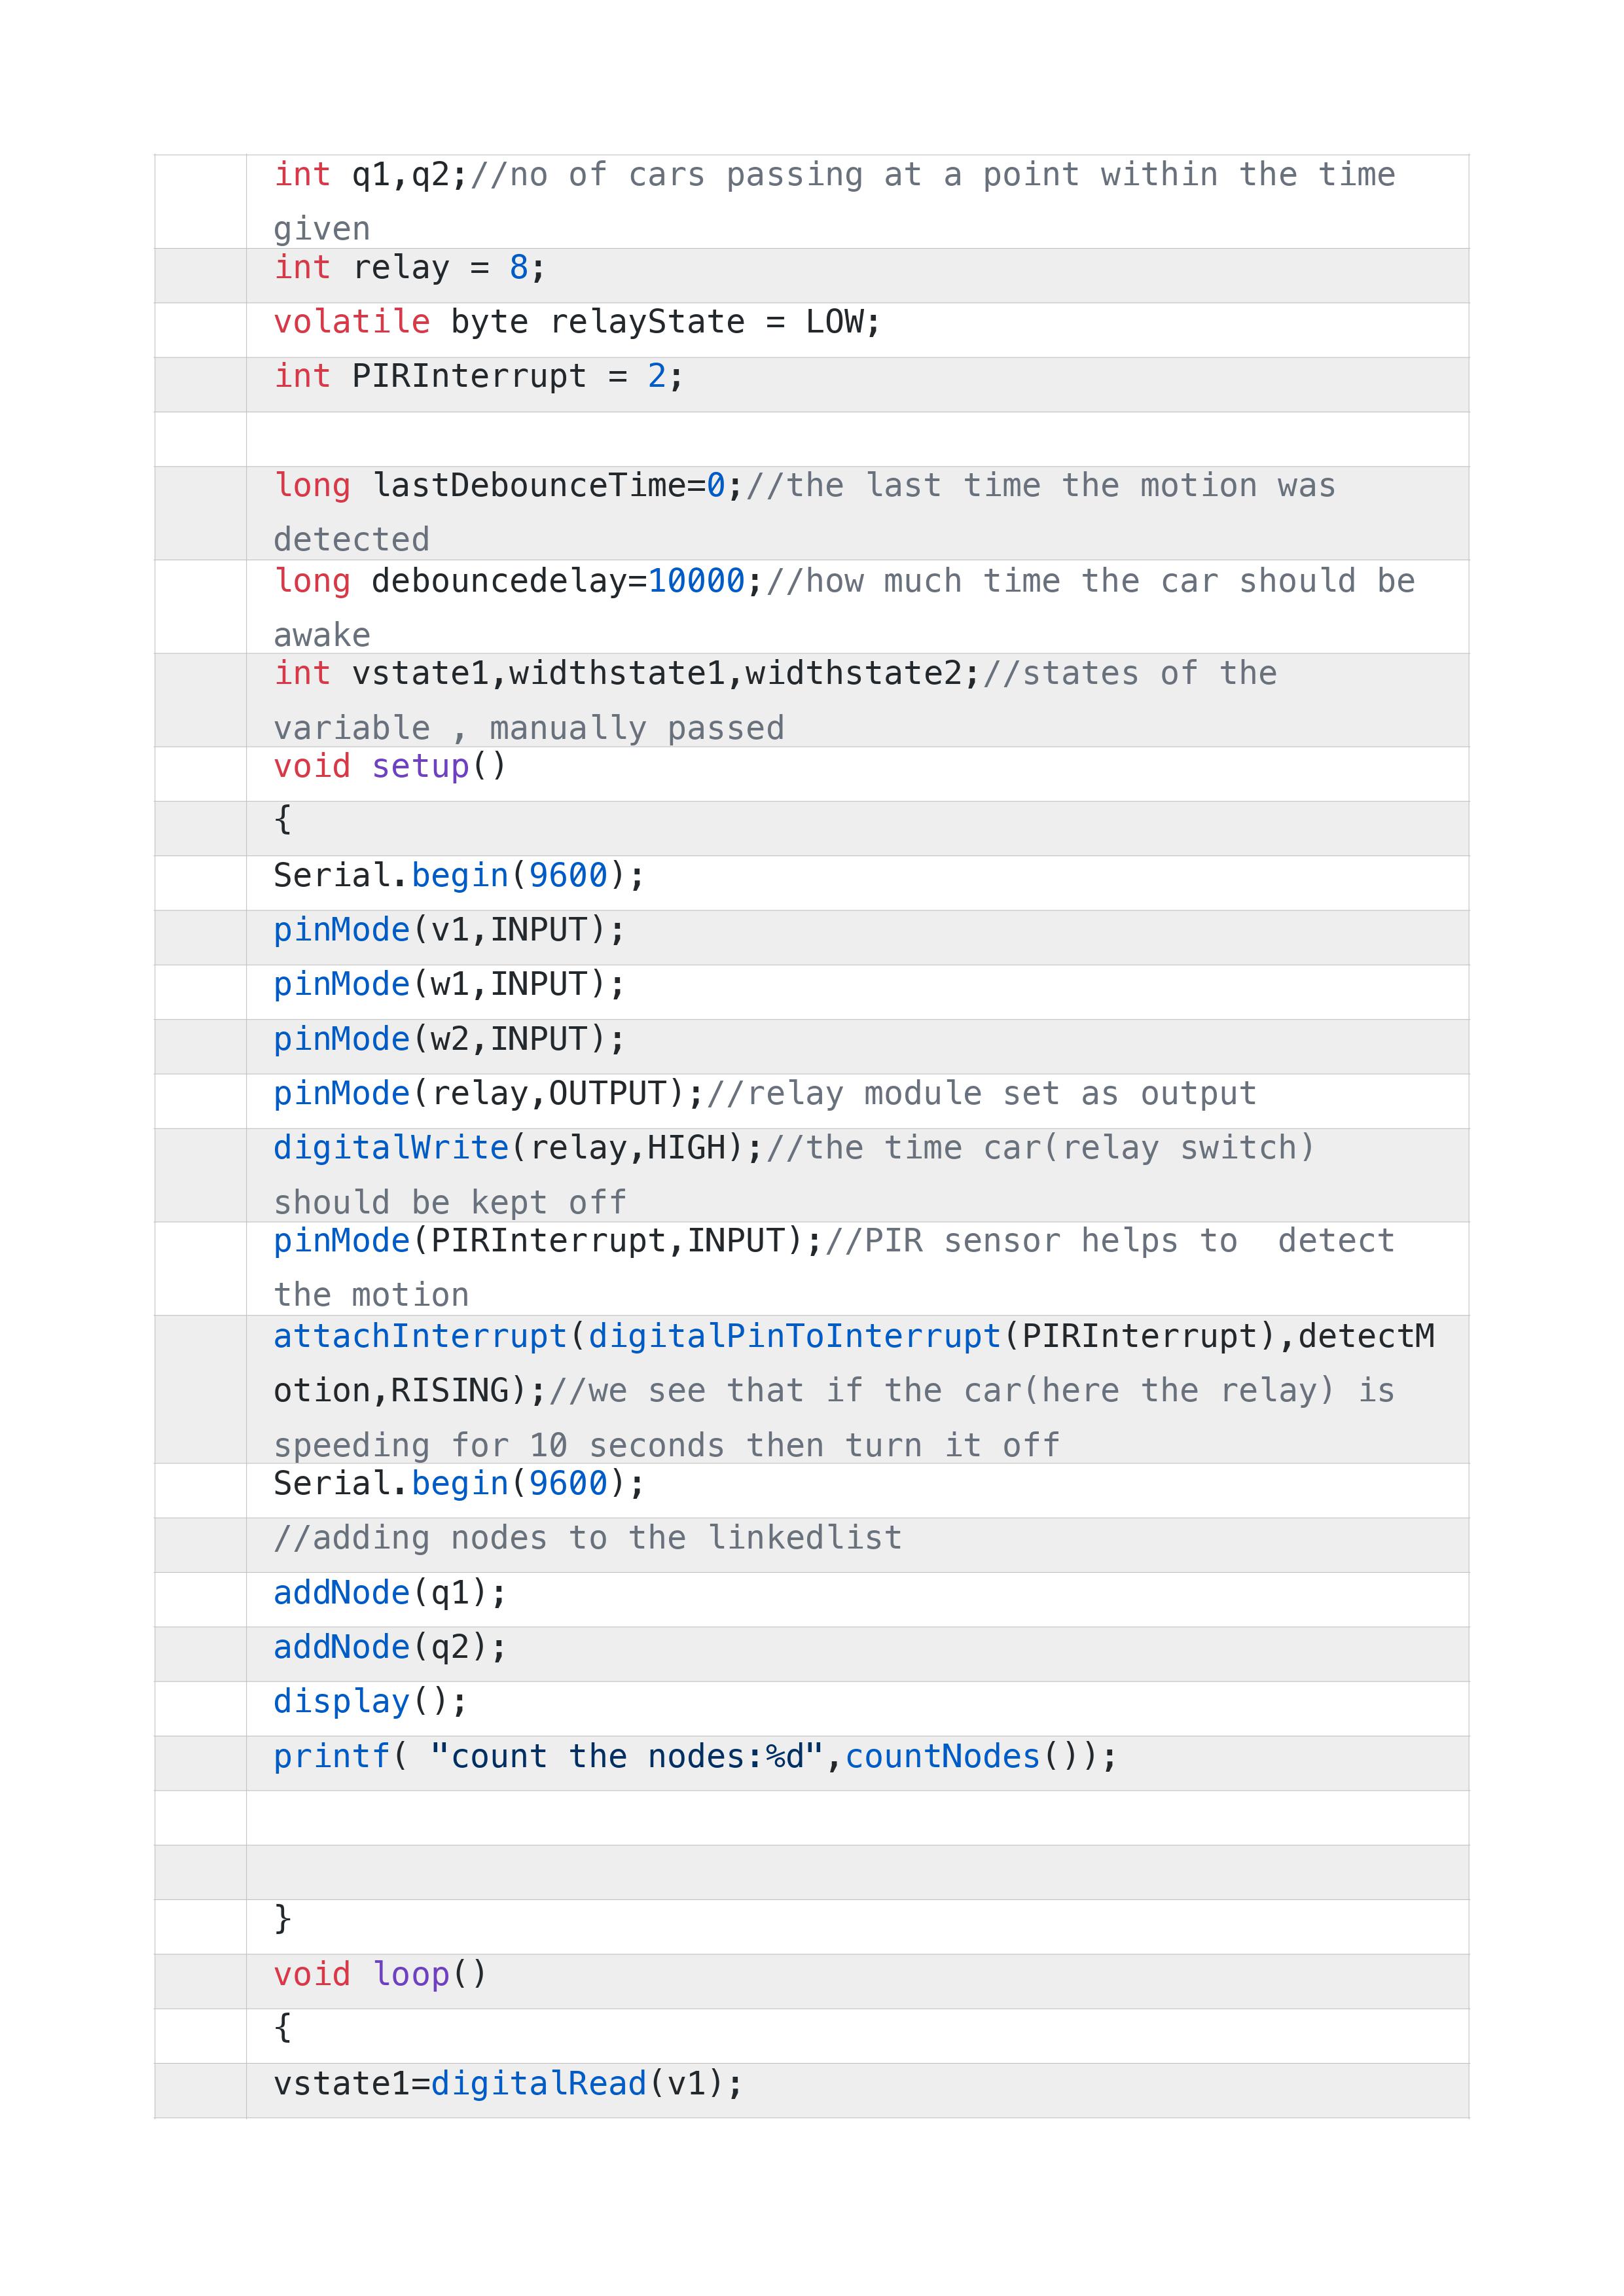 int q1,q2;//no of cars passing at a point within the time
given
int relay = 8;
volatile byte relayState = LOW;
int PIRInterrupt = 2;
long lastDebounceTime=0;//the last time the motion was
detected
long debouncedelay=10000;//how much time the car should be
awake
int vstate1,widthstate1,widthstate2;//states of the
variable , manually passed
void setup()
{
Serial.begin(9600);
pinMode(v1,INPUT);
pinMode(w1,INPUT);
pinMode(w2,INPUT);
pinMode(relay,OUTPUT);//relay module set as output
digitalWrite(relay,HIGH);//the time car(relay switch)
should be kept off
pinMode(PIRInterrupt,INPUT);//PIR sensor helps to  detect
the motion
attachInterrupt(digitalPinToInterrupt(PIRInterrupt),detectM
otion,RISING);//we see that if the car(here the relay) is
speeding for 10 seconds then turn it off
Serial.begin(9600);
//adding nodes to the linkedlist
addNode(q1);
addNode(q2);
display();
printf( "count the nodes:%d",countNodes());
}
void loop()
{
vstate1=digitalRead(v1);